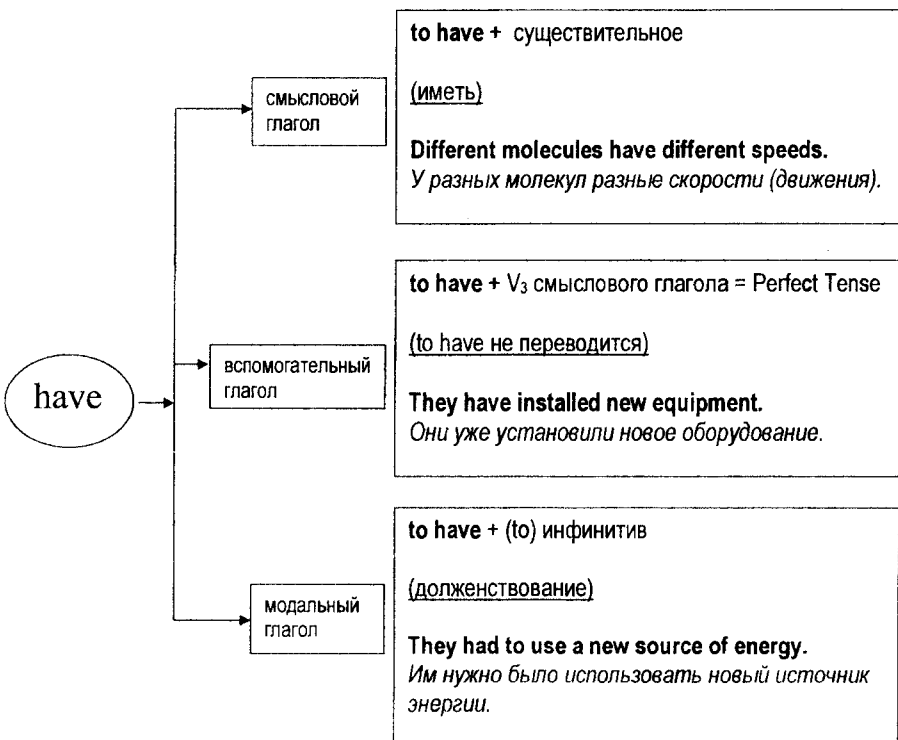 have
смысловой
глагол
to have + существительное
(иметь)
Different molecules have different speeds.
У разных молекул разные скорости (движения).
вспомогательный
глагол
to have + V₃ смыслового глагола = Perfect Tense
(to have не переводится)
They have installed new equipment.
Они уже установили новое оборудование.
модальный
глагол
to have + (to) инфинитив
(долженствование)
They had to use a new source of energy.
Им нужно было использовать новый источник
энергии.